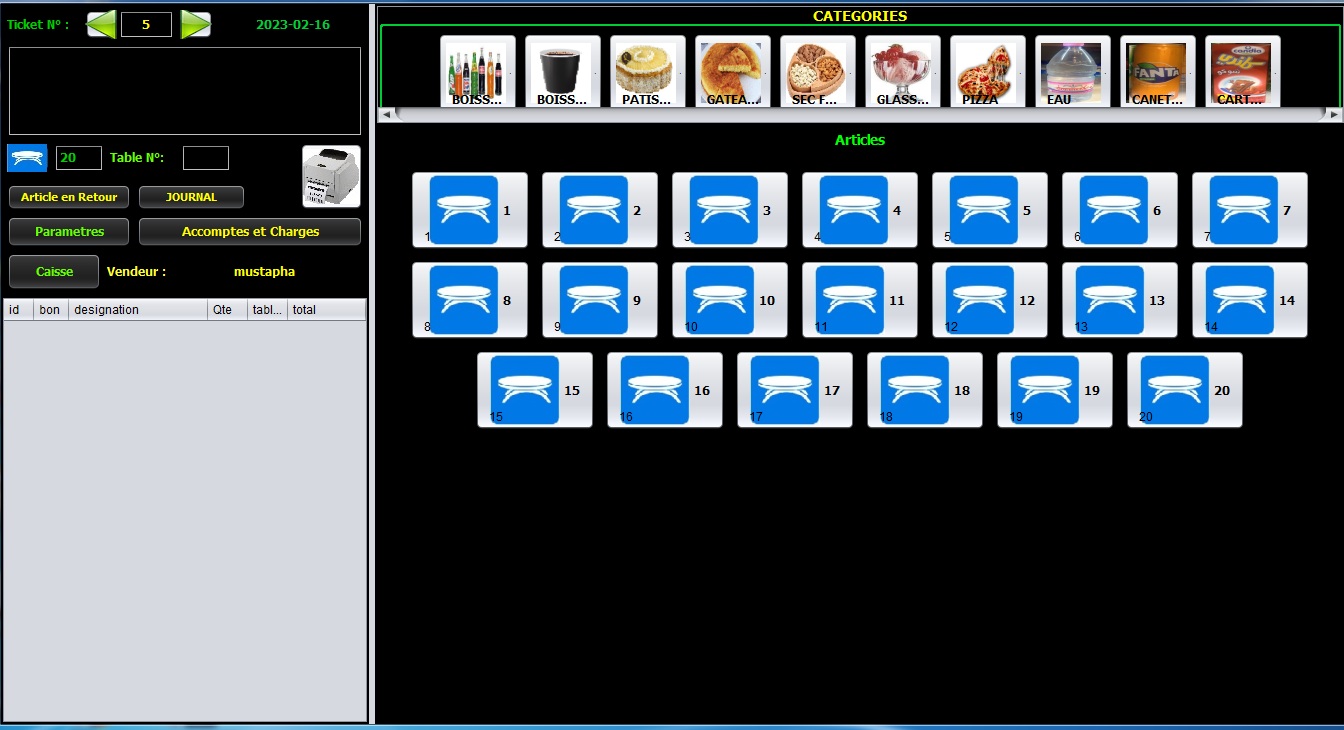 Ticket N° : 5 2023-02-16
20 Table N°:
Article en Retour JOURNAL
Parametres Accomptes et Charges
Caisse Vendeur : mustapha
id bon designation Qte tabl... total
CATEGORIES
BOISS... BOISS... PATIS... GATEA... SEC F... GLASS... PIZZA EAU CANET... CART...
FANTA
candia
Articles
1 1 2 2 3 3 4 4 5 5 6 6 7 7
8 8 9 9 10 10 11 11 12 12 13 13 14 14
15 15 16 16 17 17 18 18 19 19 20 20